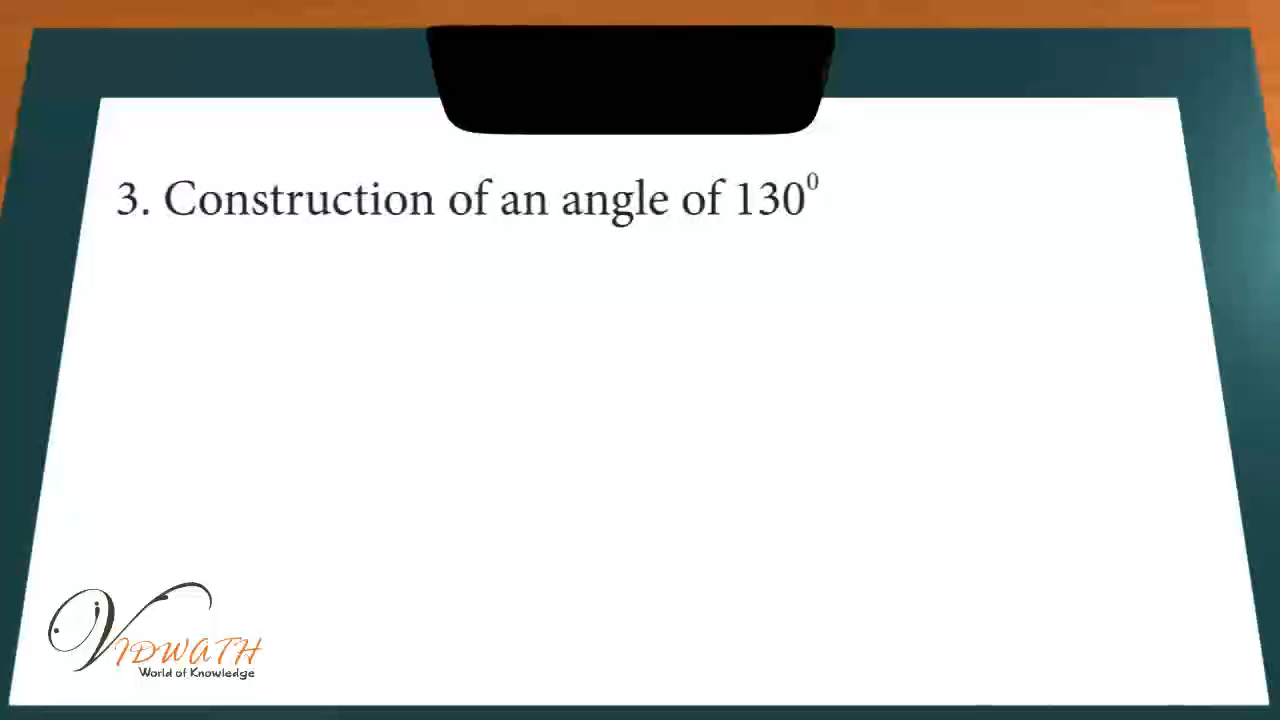 3. Construction of an angle of 130⁰
VIDWATH
World of Knowledge